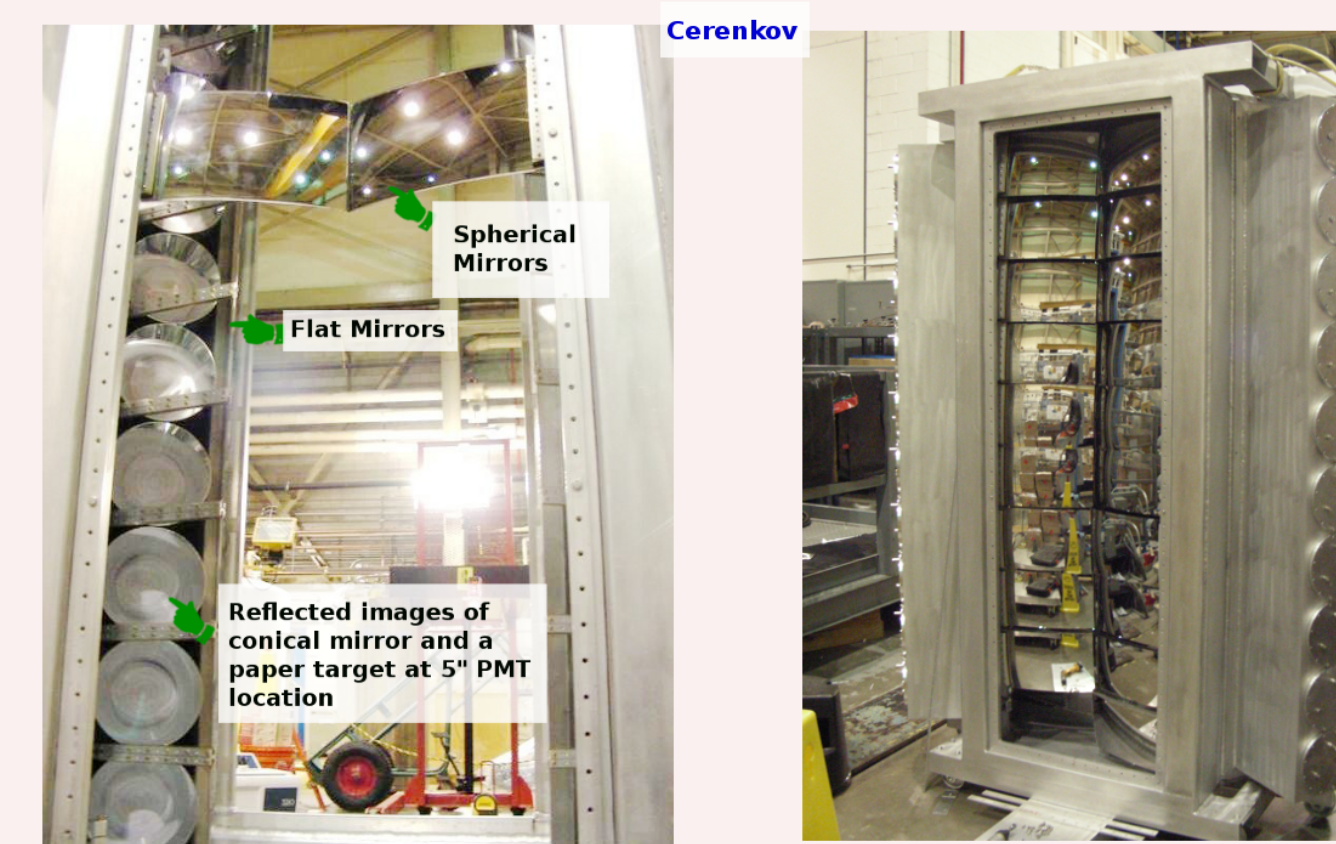 Cerenkov
Spherical
Mirrors
Flat Mirrors
Reflected images of
conical mirror and a
paper target at 5" PMT
location